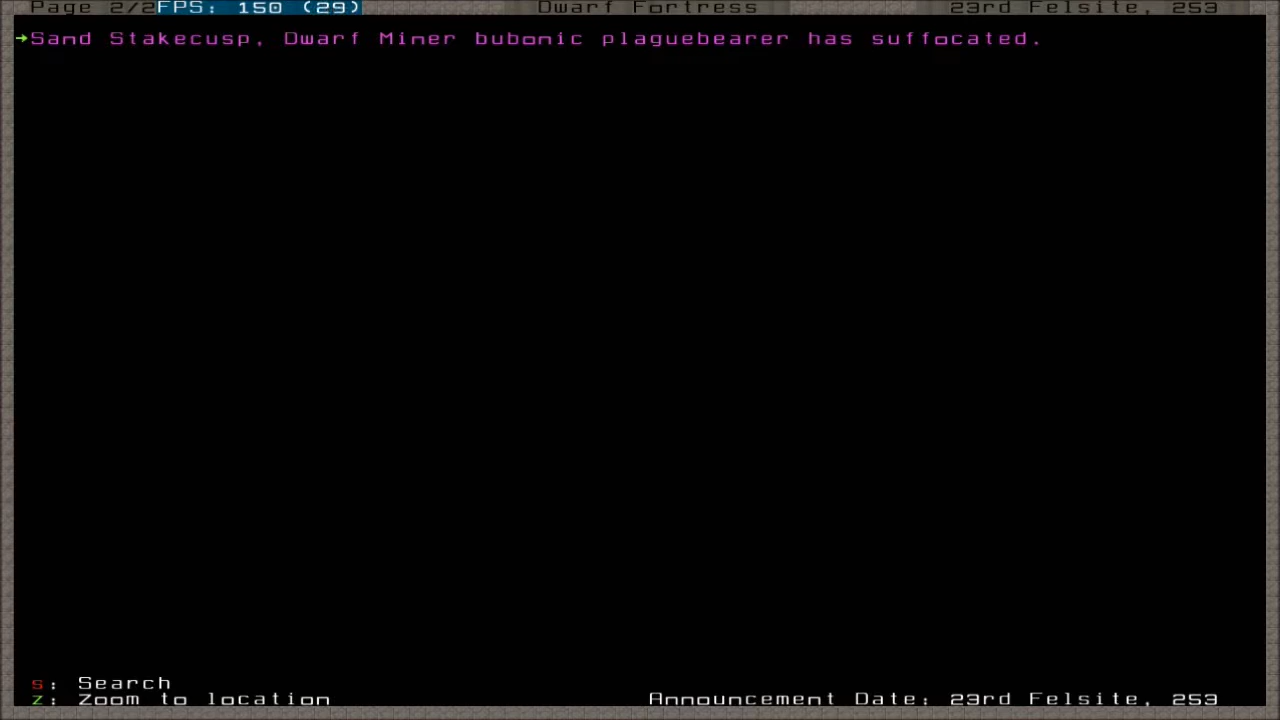 Page 2/2FPS: 150 (29) Dwarf Fortress 23rd Felsite, 253
→Sand Stakecusp, Dwarf Miner bubonic plaguebearer has suffocated.
s: Search
z: Zoom to location Announcement Date: 23rd Felsite, 253